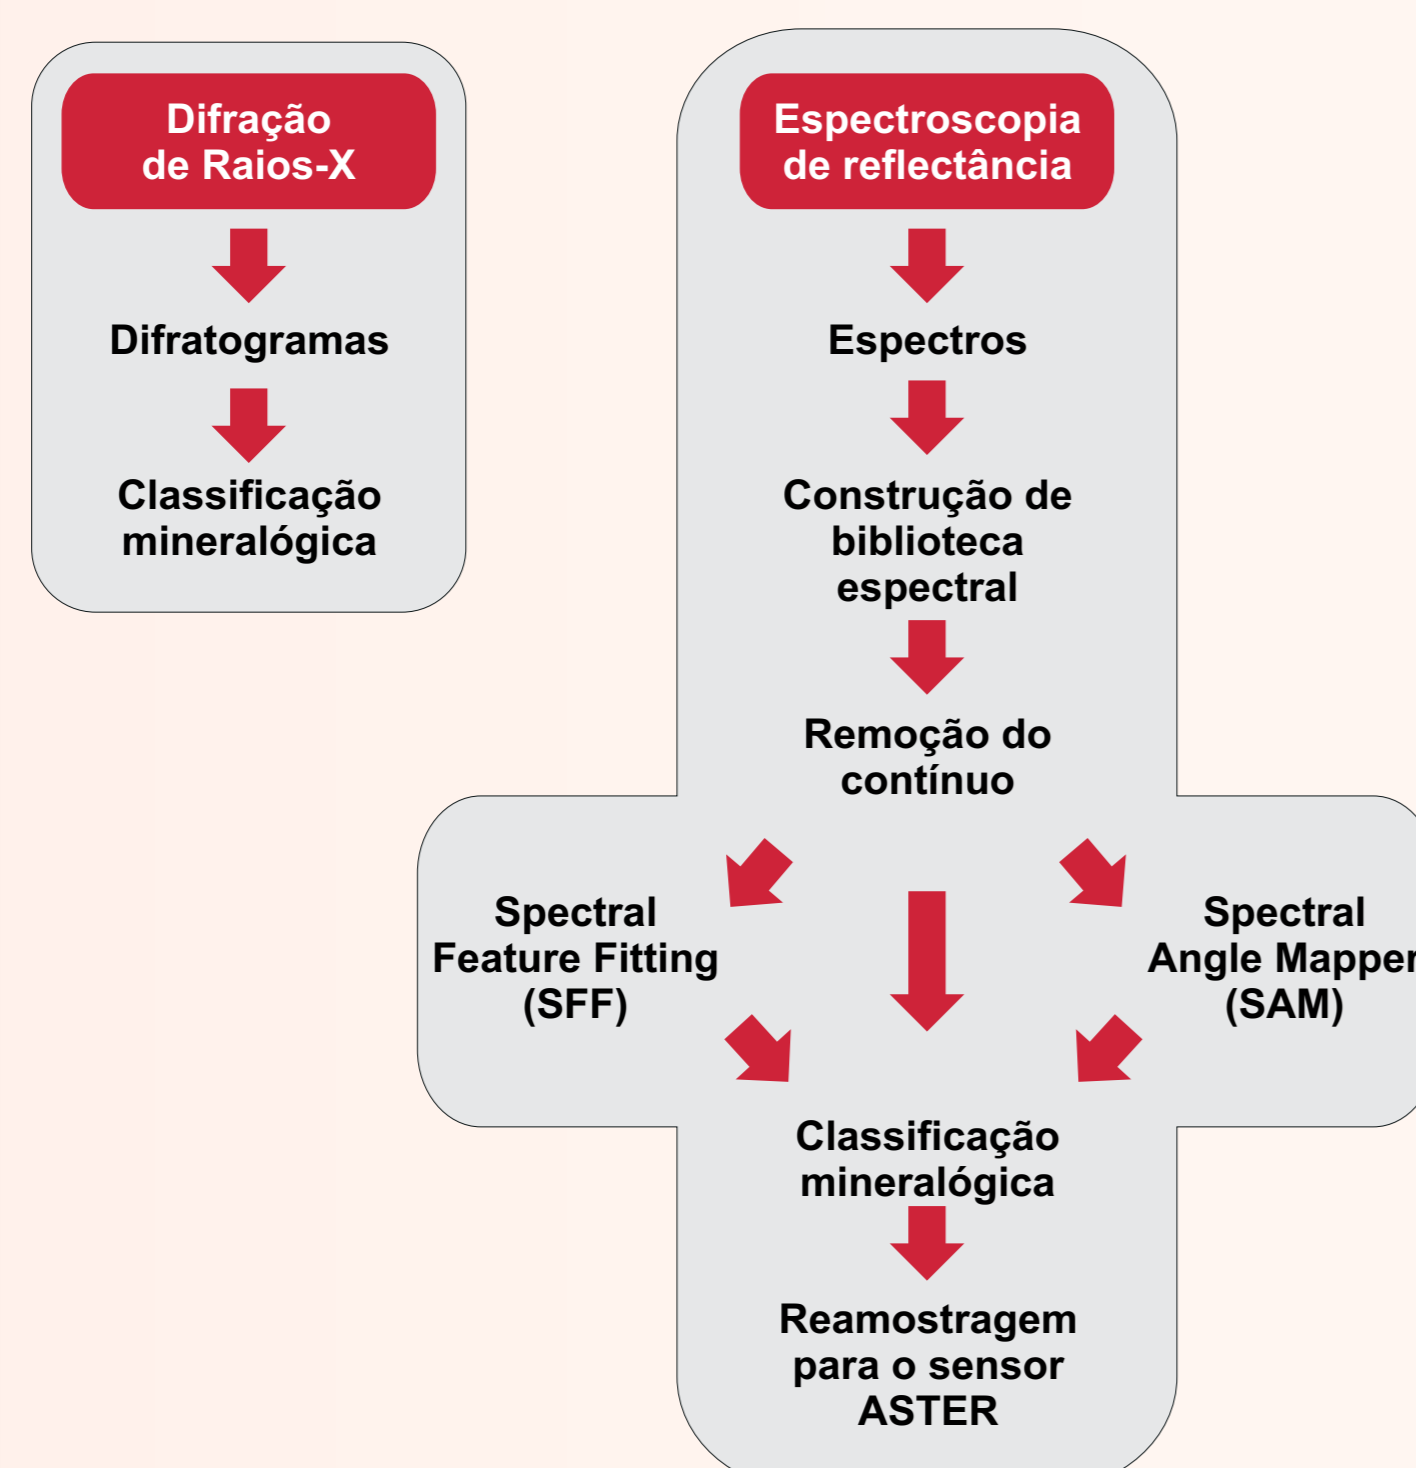 Difração
de Raios-X
Difratogramas
Classificação
mineralógica
Espectroscopia
de reflectância
Espectros
Construção de
biblioteca
espectral
Remoção do
contínuo
Spectral
Feature Fitting
(SFF)
Spectral
Angle Mapper
(SAM)
Classificação
mineralógica
Reamostragem
para o sensor
ASTER